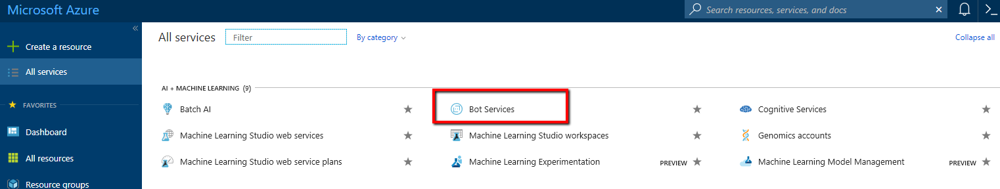 Microsoft Azure
Search resources, services, and docs
Create a resource
All services
FAVORITES
Dashboard
All resources
Resource groups
All services
Filter
By category
Collapse all
AI + MACHINE LEARNING (9)
Batch AI
Bot Services
Cognitive Services
Machine Learning Studio web services
Machine Learning Studio workspaces
Genomics accounts
Machine Learning Studio web service plans
Machine Learning Experimentation PREVIEW
Machine Learning Model Management PREVIEW